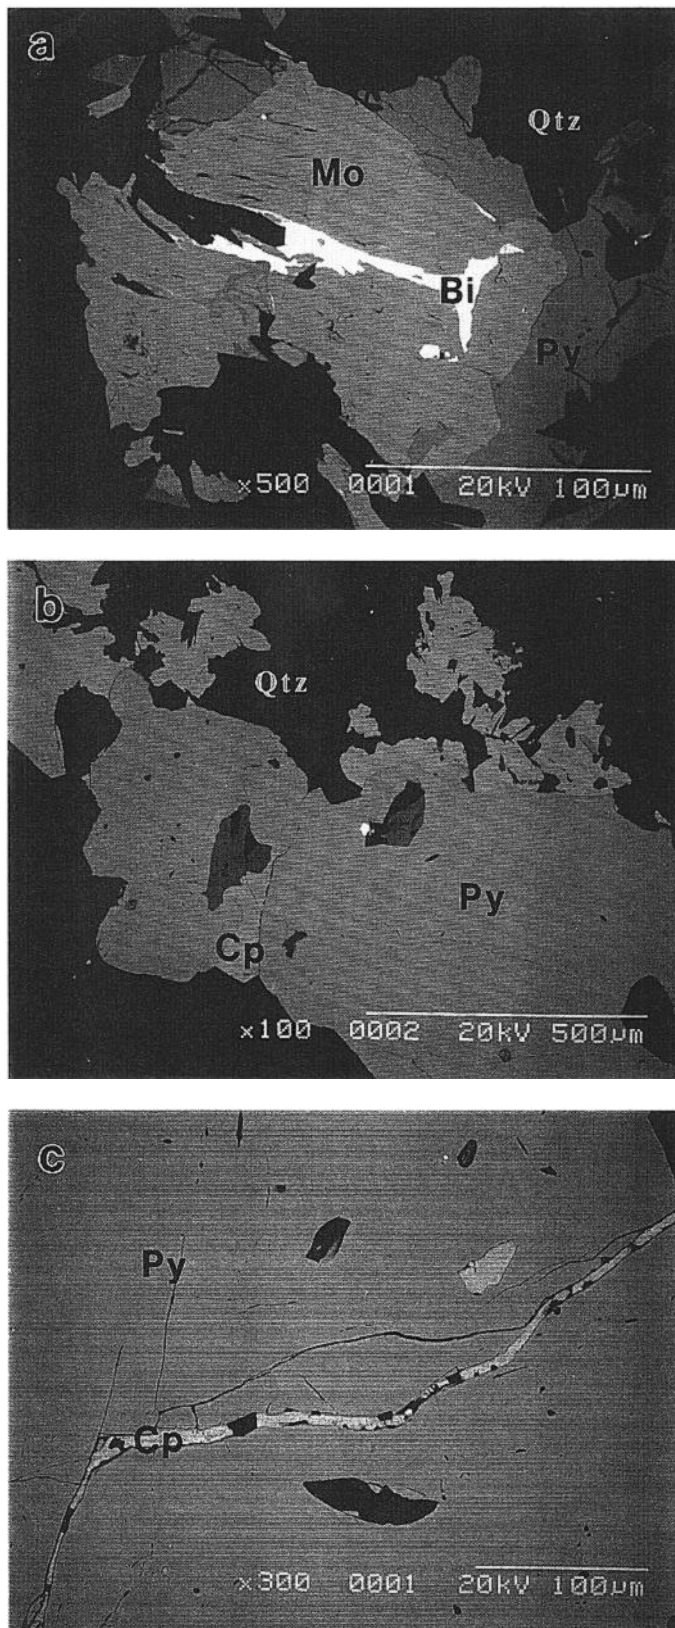 a
Qtz
Mo
Bi
Py
×500 0001 20kV 100μm
b
Qtz
Py
Cp
×100 0002 20kV 500μm
c
Py
Cp
×300 0001 20kV 100μm